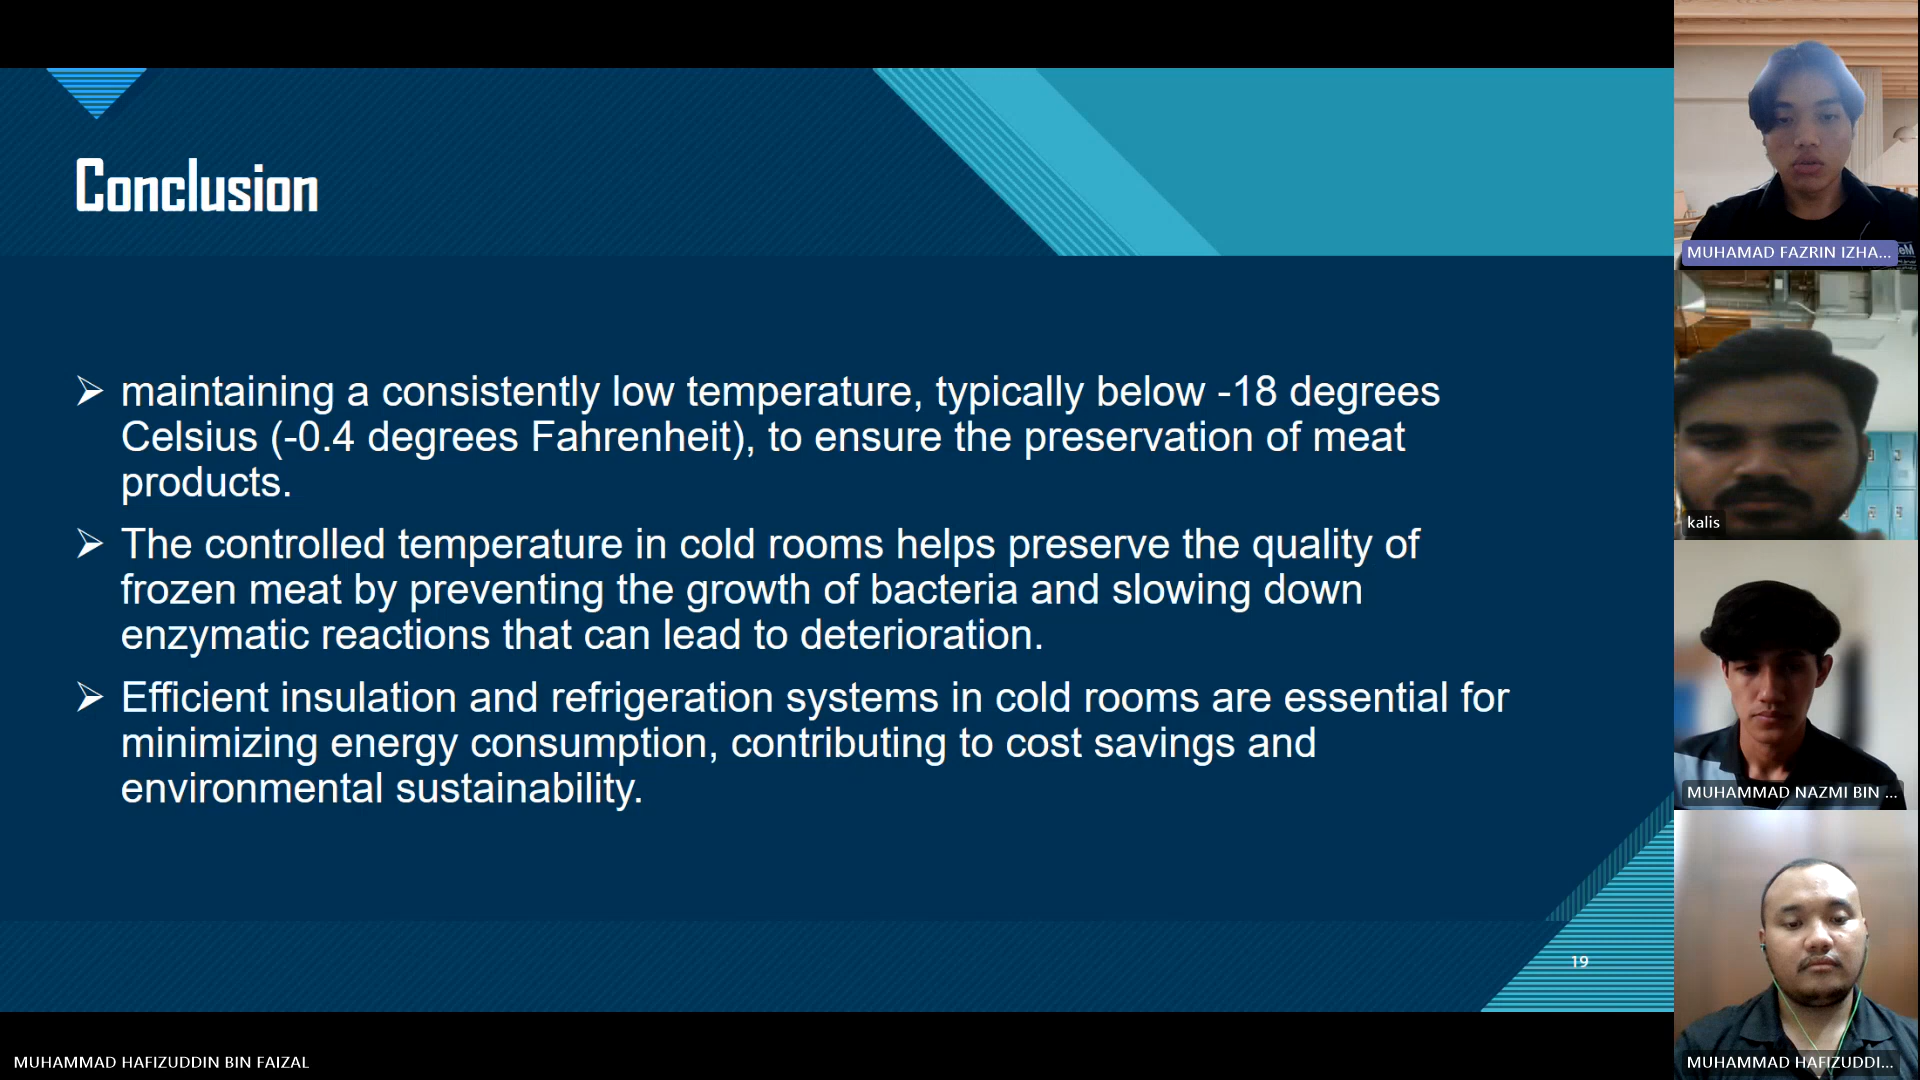 Conclusion
➢ maintaining a consistently low temperature, typically below -18 degrees
Celsius (-0.4 degrees Fahrenheit), to ensure the preservation of meat
products.
➢ The controlled temperature in cold rooms helps preserve the quality of
frozen meat by preventing the growth of bacteria and slowing down
enzymatic reactions that can lead to deterioration.
➢ Efficient insulation and refrigeration systems in cold rooms are essential for
minimizing energy consumption, contributing to cost savings and
environmental sustainability.
19
MUHAMMAD HAFIZUDDIN BIN FAIZAL
MUHAMAD FAZRIN IZHA...
kalis
MUHAMMAD NAZMI BIN ...
MUHAMMAD HAFIZUDDI...